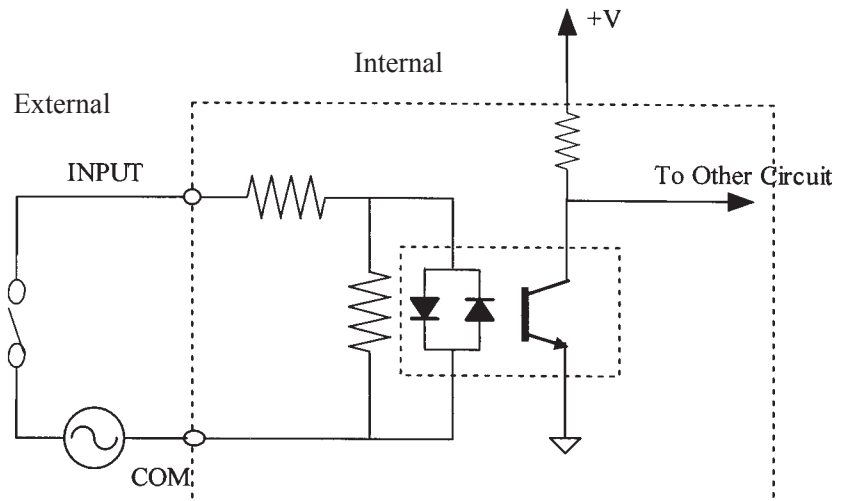 +V
Internal
External
INPUT
To Other Circuit
COM